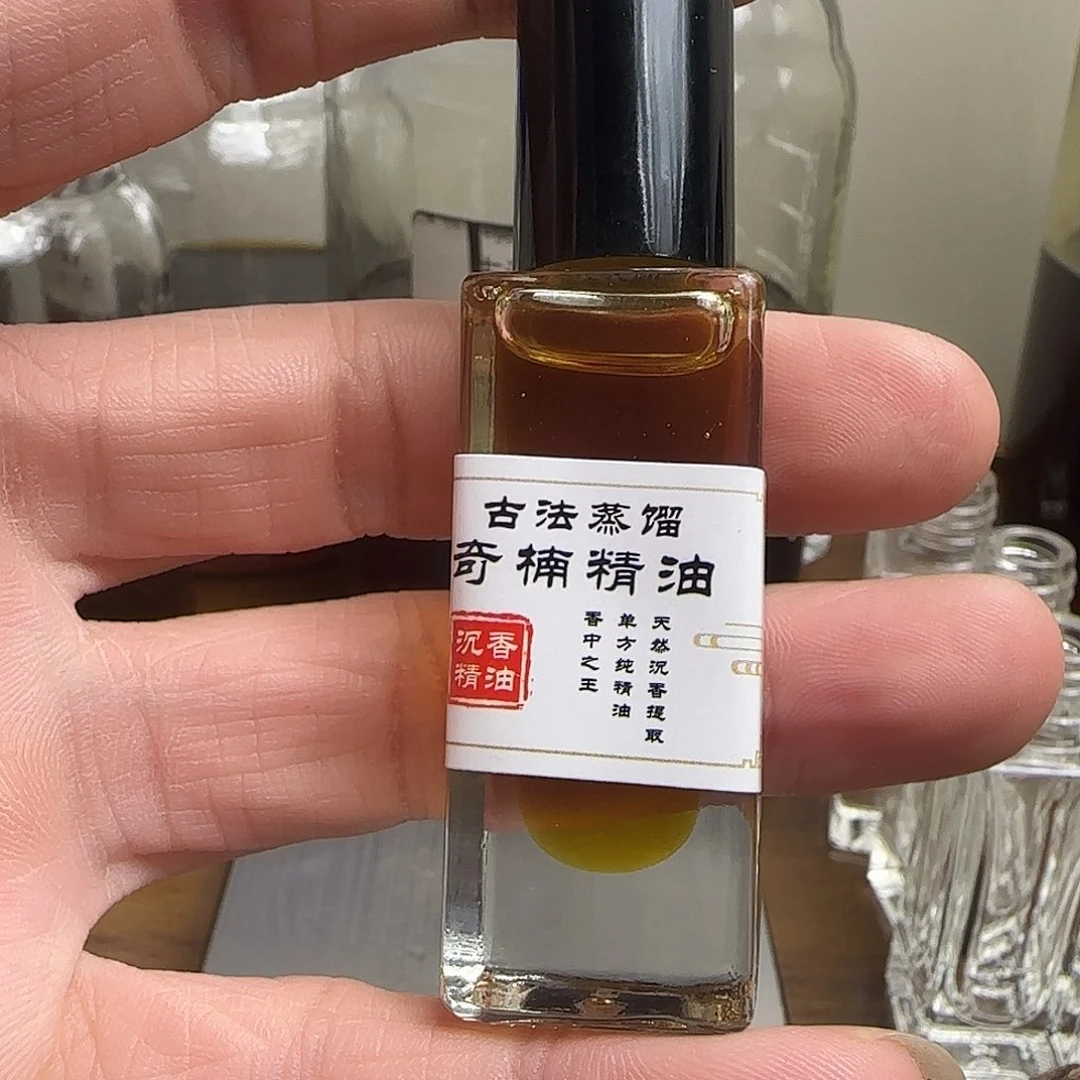 古法蒸馏
奇楠精油
天然沉香提取
单方纯精油
香中之王
沉香
精油